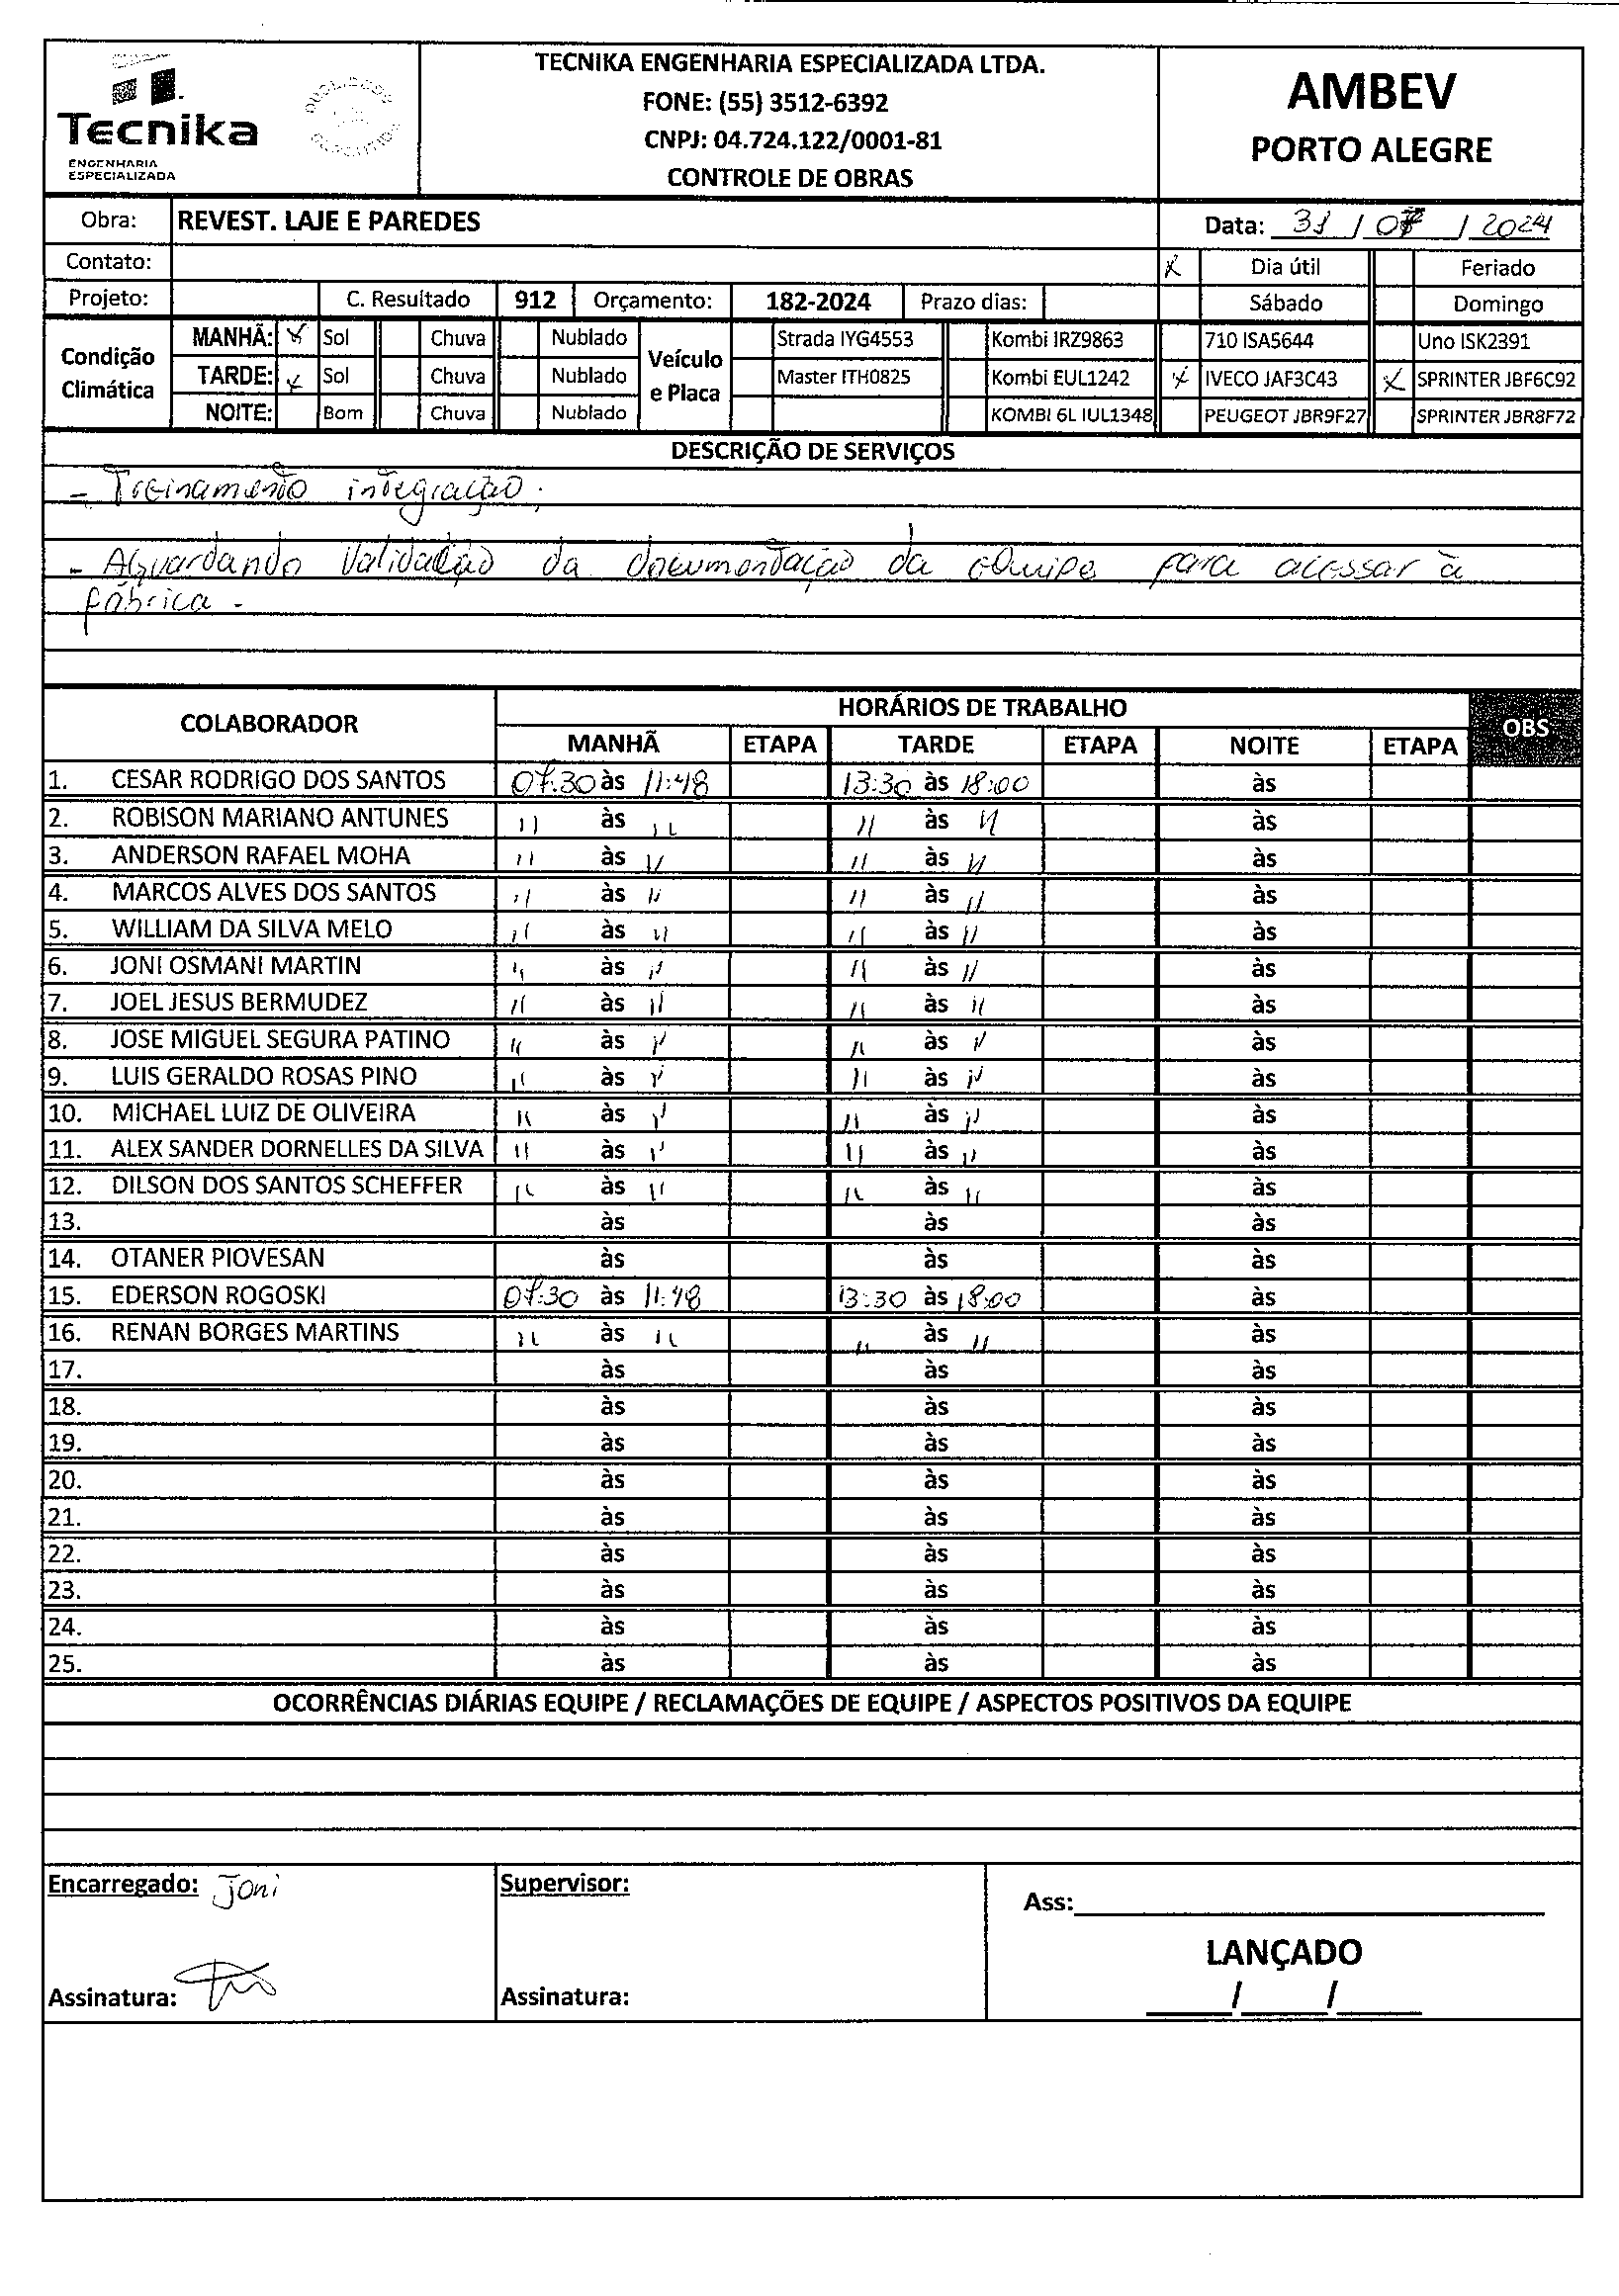 Tecnika
ENGENHARIA
ESPECIALIZADA
TECNIKA ENGENHARIA ESPECIALIZADA LTDA.
FONE: (55) 3512-6392
CNPJ: 04.724.122/0001-81
CONTROLE DE OBRAS
AMBEV
PORTO ALEGRE
Obra: REVEST. LAJE E PAREDES
Data: 31 / 07 / 2024
Contato:
X Dia útil Feriado
Projeto: C. Resultado 912 Orçamento: 182-2024 Prazo dias:
Sábado Domingo
Condição Climática
MANHÃ: X Sol Chuva Nublado
TARDE: X Sol Chuva Nublado
NOITE: Bom Chuva Nublado
Veículo e Placa
Strada IYG4553 Kombi IRZ9863 710 ISA5644 Uno ISK2391
Master ITH0825 Kombi EUL1242 X IVECO JAF3C43 X SPRINTER JBF6C92
KOMBI 6L IUL1348 PEUGEOT JBR9F27 SPRINTER JBR8F72
DESCRIÇÃO DE SERVIÇOS
- Treinamento integração.
- Aguardando Validação da documentação da equipe para acessar à
fábrica.
COLABORADOR HORÁRIOS DE TRABALHO OBS
MANHÃ ETAPA TARDE ETAPA NOITE ETAPA
1. CESAR RODRIGO DOS SANTOS 07:30 às 11:48 13:30 às 18:00 às
2. ROBISON MARIANO ANTUNES " às " " às " às
3. ANDERSON RAFAEL MOHA " às " " às " às
4. MARCOS ALVES DOS SANTOS " às " " às " às
5. WILLIAM DA SILVA MELO " às " " às " às
6. JONI OSMANI MARTIN " às " " às " às
7. JOEL JESUS BERMUDEZ " às " " às " às
8. JOSE MIGUEL SEGURA PATINO " às " " às " às
9. LUIS GERALDO ROSAS PINO " às " " às " às
10. MICHAEL LUIZ DE OLIVEIRA " às " " às " às
11. ALEX SANDER DORNELLES DA SILVA " às " " às " às
12. DILSON DOS SANTOS SCHEFFER " às " " às " às
13. às às às
14. OTANER PIOVESAN às às às
15. EDERSON ROGOSKI 07:30 às 11:48 13:30 às 18:00 às
16. RENAN BORGES MARTINS " às " " às " às
17. às às às
18. às às às
19. às às às
20. às às às
21. às às às
22. às às às
23. às às às
24. às às às
25. às às às
OCORRÊNCIAS DIÁRIAS EQUIPE / RECLAMAÇÕES DE EQUIPE / ASPECTOS POSITIVOS DA EQUIPE
Encarregado: Joni
Supervisor:
Ass:
LANÇADO
Assinatura:
Assinatura:
/ /